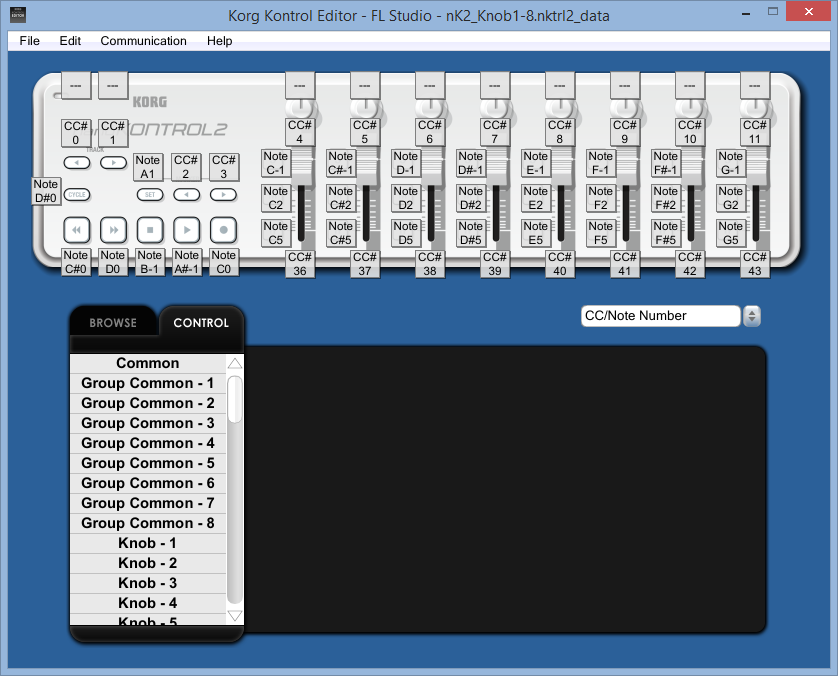 Korg Kontrol Editor - FL Studio - nK2_Knob1-8.nktrl2_data
File Edit Communication Help
--- --- --- --- --- --- --- --- --- ---
KORG
CC# CC# CC# CC# CC# CC# CC# CC# CC# CC#
0 1 4 5 6 7 8 9 10 11
ONTROL2
TRACK
Note CC# CC# Note Note Note Note Note Note Note Note
A1 2 3 C-1 C#-1 D-1 D#-1 E-1 F-1 F#-1 G-1
Note Note Note Note Note Note Note Note Note
D#0 C2 C#2 D2 D#2 E2 F2 F#2 G2
CYCLE SET
Note Note Note Note Note Note Note Note
C5 C#5 D5 D#5 E5 F5 F#5 G5
Note Note Note Note Note CC# CC# CC# CC# CC# CC# CC# CC#
C#0 D0 B-1 A#-1 C0 36 37 38 39 40 41 42 43
BROWSE CONTROL
CC/Note Number
Common
Group Common - 1
Group Common - 2
Group Common - 3
Group Common - 4
Group Common - 5
Group Common - 6
Group Common - 7
Group Common - 8
Knob - 1
Knob - 2
Knob - 3
Knob - 4
Knob - 5